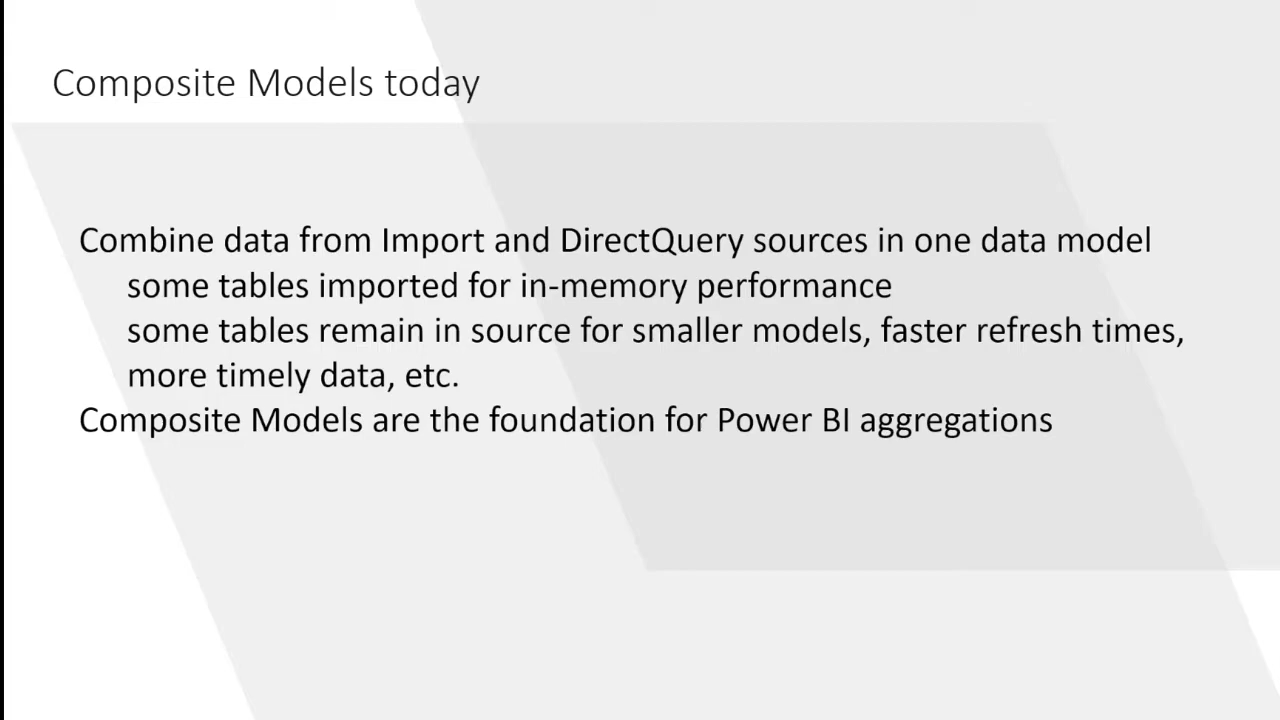 Composite Models today
Combine data from Import and DirectQuery sources in one data model
some tables imported for in-memory performance
some tables remain in source for smaller models, faster refresh times,
more timely data, etc.
Composite Models are the foundation for Power BI aggregations